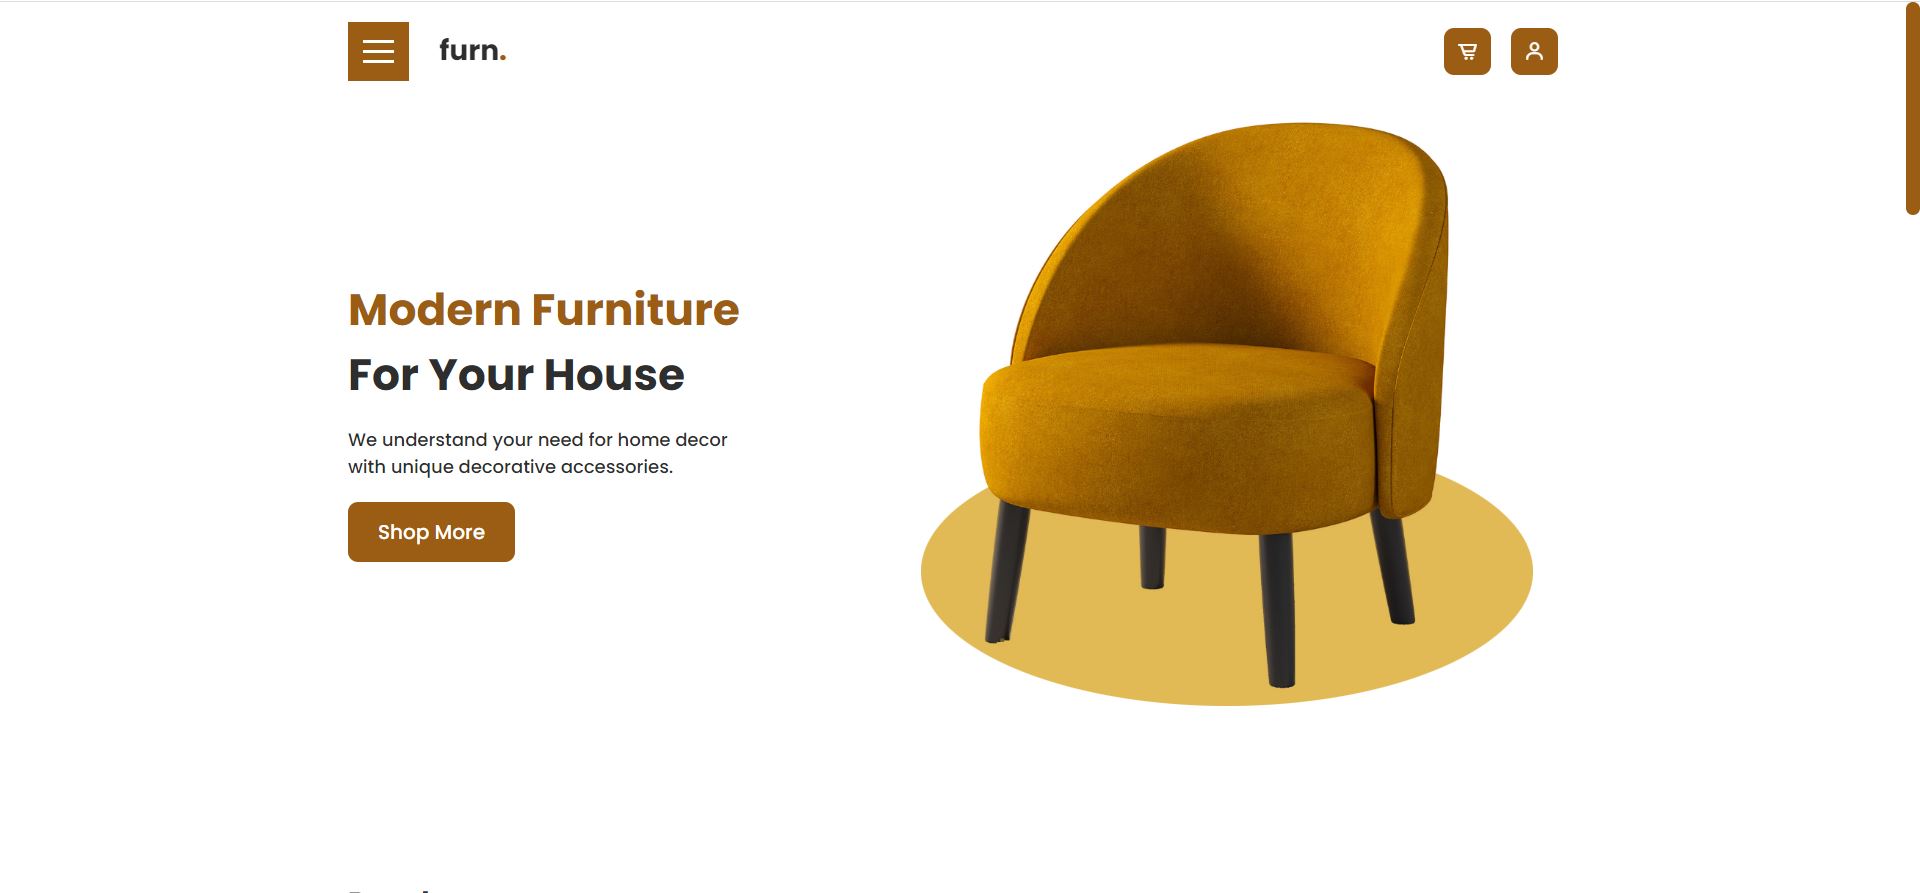 furn.
Modern Furniture
For Your House
We understand your need for home decor
with unique decorative accessories.
Shop More